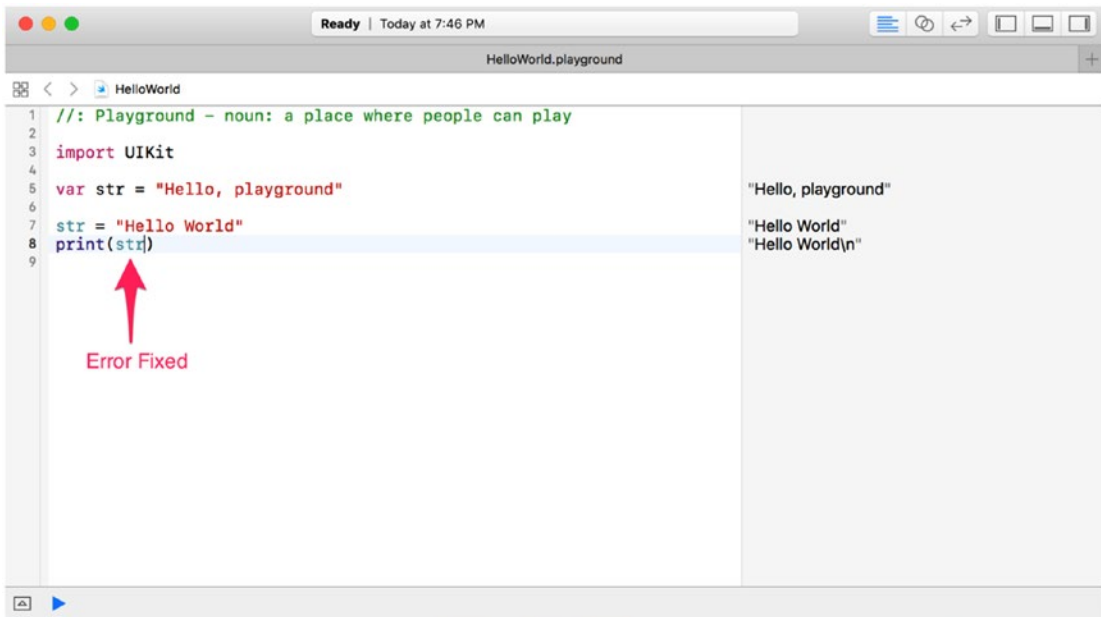 Ready | Today at 7:46 PM
HelloWorld.playground
HelloWorld
1 //: Playground – noun: a place where people can play
2
3 import UIKit
4
5 var str = "Hello, playground" "Hello, playground"
6
7 str = "Hello World" "Hello World"
8 print(str) "Hello World\n"
9
Error Fixed